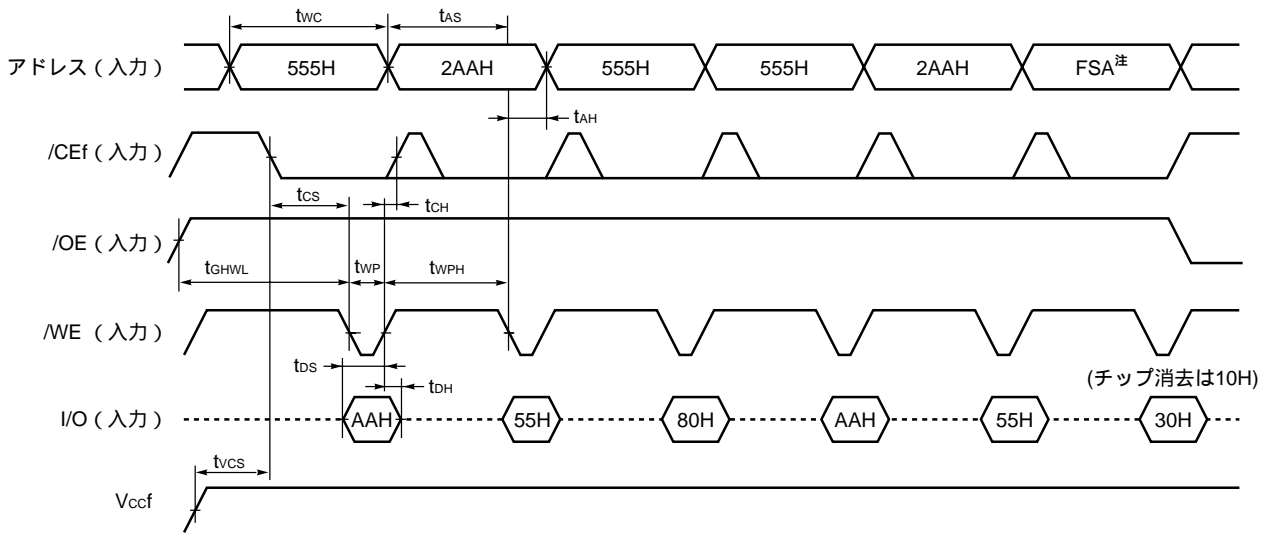 tWC tAS
アドレス（入力） 555H 2AAH 555H 555H 2AAH FSA注
tAH
/CEf（入力）
tCS tCH
/OE（入力）
tGHWL tWP tWPH
/WE（入力）
tDS tDH
(チップ消去は10H)
I/O（入力） AAH 55H 80H AAH 55H 30H
tVCS
VCCf